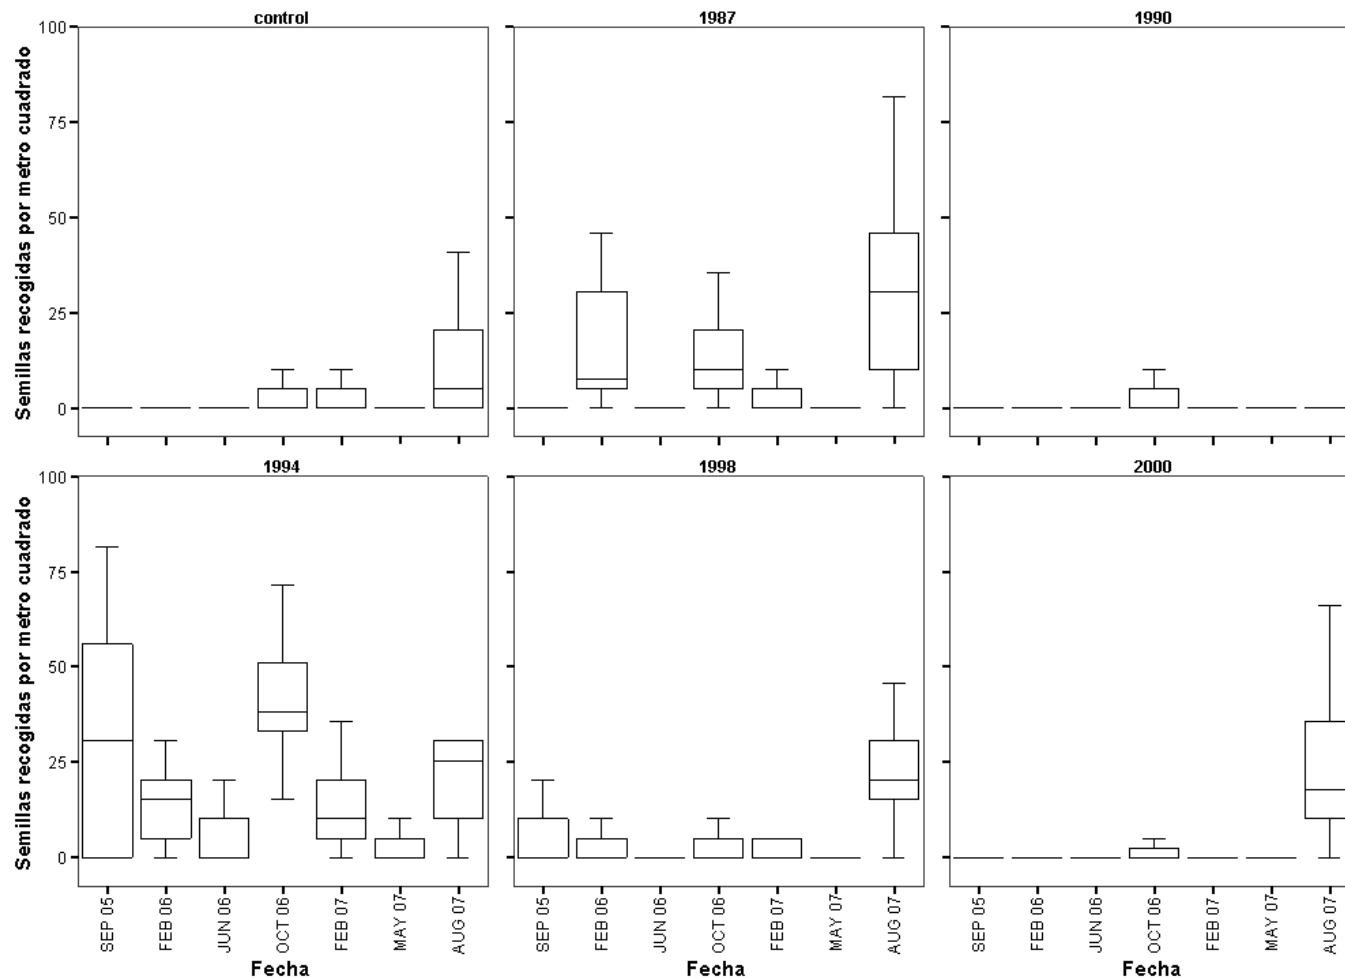 control 1987 1990
100
75
50
25
0
Semillas recogidas por metro cuadrado
1994 1998 2000
100
75
50
25
0
Semillas recogidas por metro cuadrado
SEP 05 FEB 06 JUN 06 OCT 06 FEB 07 MAY 07 AUG 07 SEP 05 FEB 06 JUN 06 OCT 06 FEB 07 MAY 07 AUG 07 SEP 05 FEB 06 JUN 06 OCT 06 FEB 07 MAY 07 AUG 07
Fecha Fecha Fecha